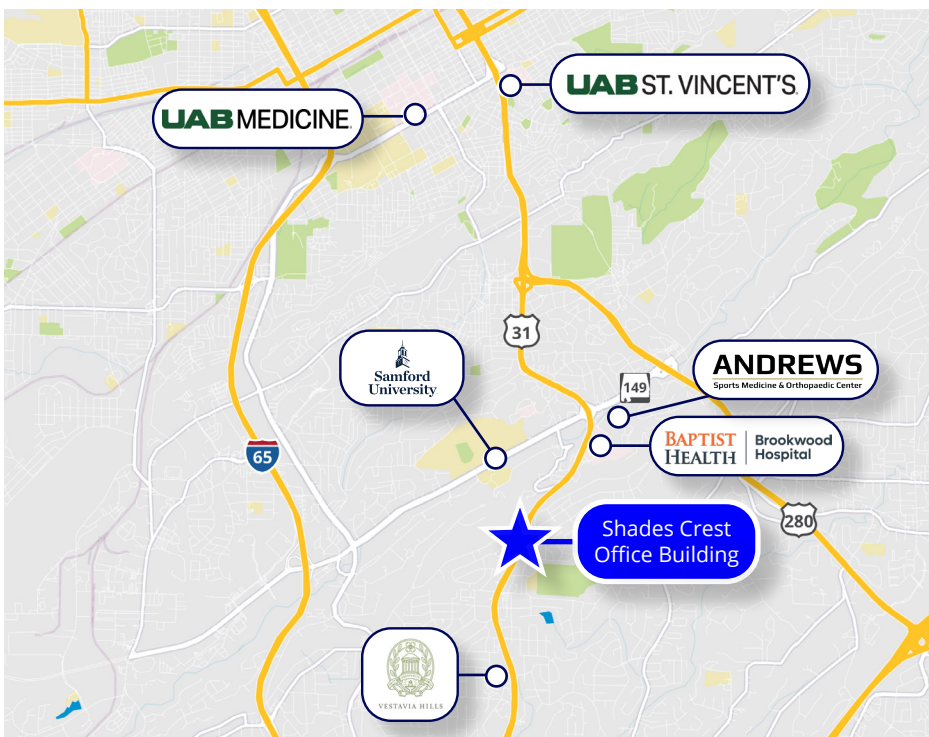 UAB ST. VINCENT'S
UAB MEDICINE
31
Samford
University
149
ANDREWS
Sports Medicine & Orthopaedic Center
65
BAPTIST
HEALTH
Brookwood
Hospital
280
Shades Crest
Office Building
VESTAVIA HILLS